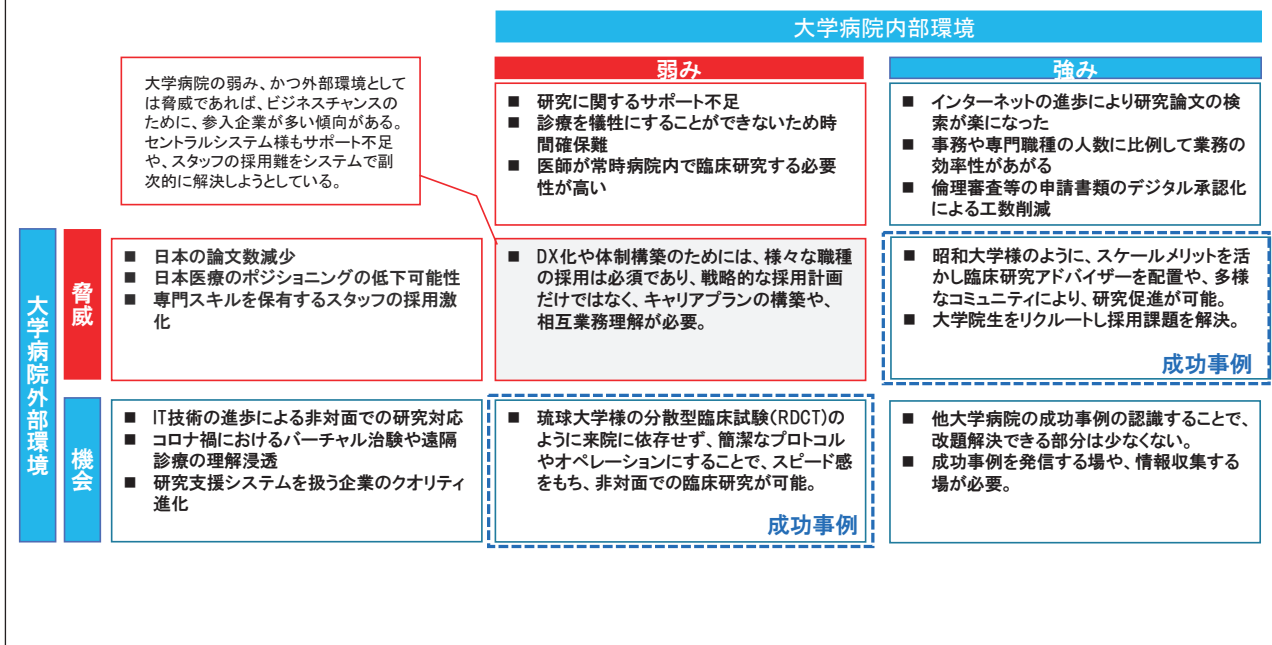 大学病院内部環境
大学病院の弱み、かつ外部環境として
は脅威であれば、ビジネスチャンスの
ために、参入企業が多い傾向がある。
セントラルシステム様もサポート不足
や、スタッフの採用難をシステムで副
次的に解決しようとしている。
弱み
■ 研究に関するサポート不足
■ 診療を犠牲にすることができないため時
間確保難
■ 医師が常時病院内で臨床研究する必要
性が高い
強み
■ インターネットの進歩により研究論文の検
索が楽になった
■ 事務や専門職種の人数に比例して業務の
効率性があがる
■ 倫理審査等の申請書類のデジタル承認化
による工数削減
大学病院外部環境
脅威
■ 日本の論文数減少
■ 日本医療のポジショニングの低下可能性
■ 専門スキルを保有するスタッフの採用激
化
■ DX化や体制構築のためには、様々な職種
の採用は必須であり、戦略的な採用計画
だけではなく、キャリアプランの構築や、
相互業務理解が必要。
■ 昭和大学様のように、スケールメリットを活
かし臨床研究アドバイザーを配置や、多様
なコミュニティにより、研究促進が可能。
■ 大学院生をリクルートし採用課題を解決。
成功事例
機会
■ IT技術の進歩による非対面での研究対応
■ コロナ禍におけるバーチャル治験や遠隔
診療の理解浸透
■ 研究支援システムを扱う企業のクオリティ
進化
■ 琉球大学様の分散型臨床試験(RDCT)の
ように来院に依存せず、簡潔なプロトコル
やオペレーションにすることで、スピード感
をもち、非対面での臨床研究が可能。
成功事例
■ 他大学病院の成功事例の認識することで、
改題解決できる部分は少なくない。
■ 成功事例を発信する場や、情報収集する
場が必要。